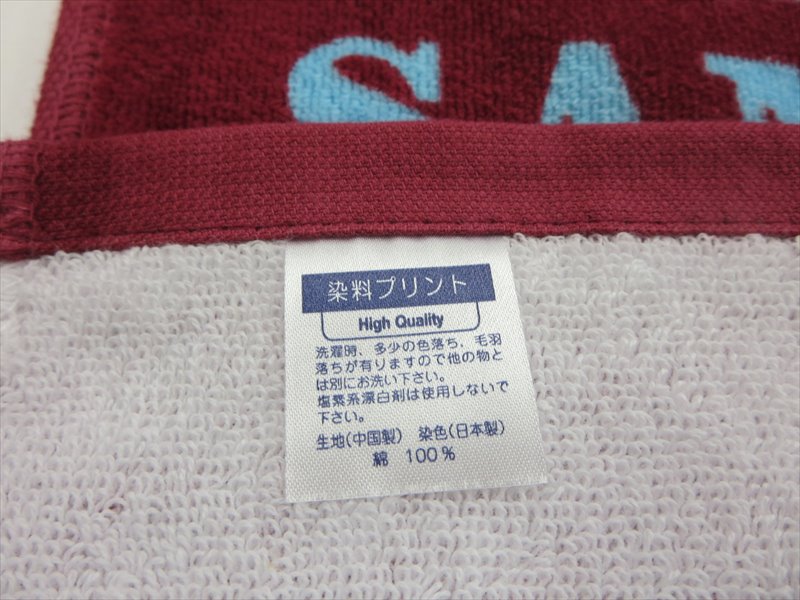 SAN
染料プリント
High Quality
洗濯時、多少の色落ち、毛羽
落ちが有りますので他の物と
は別にお洗い下さい。
塩素系漂白剤は使用しないで
下さい。
生地(中国製) 染色(日本製)
綿 100%